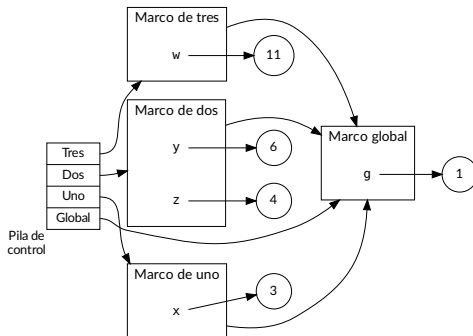 Marco de tres
w
11
Marco de dos
y
6
z
4
Marco global
g
1
Tres
Dos
Uno
Global
Pila de
control
Marco de uno
x
3